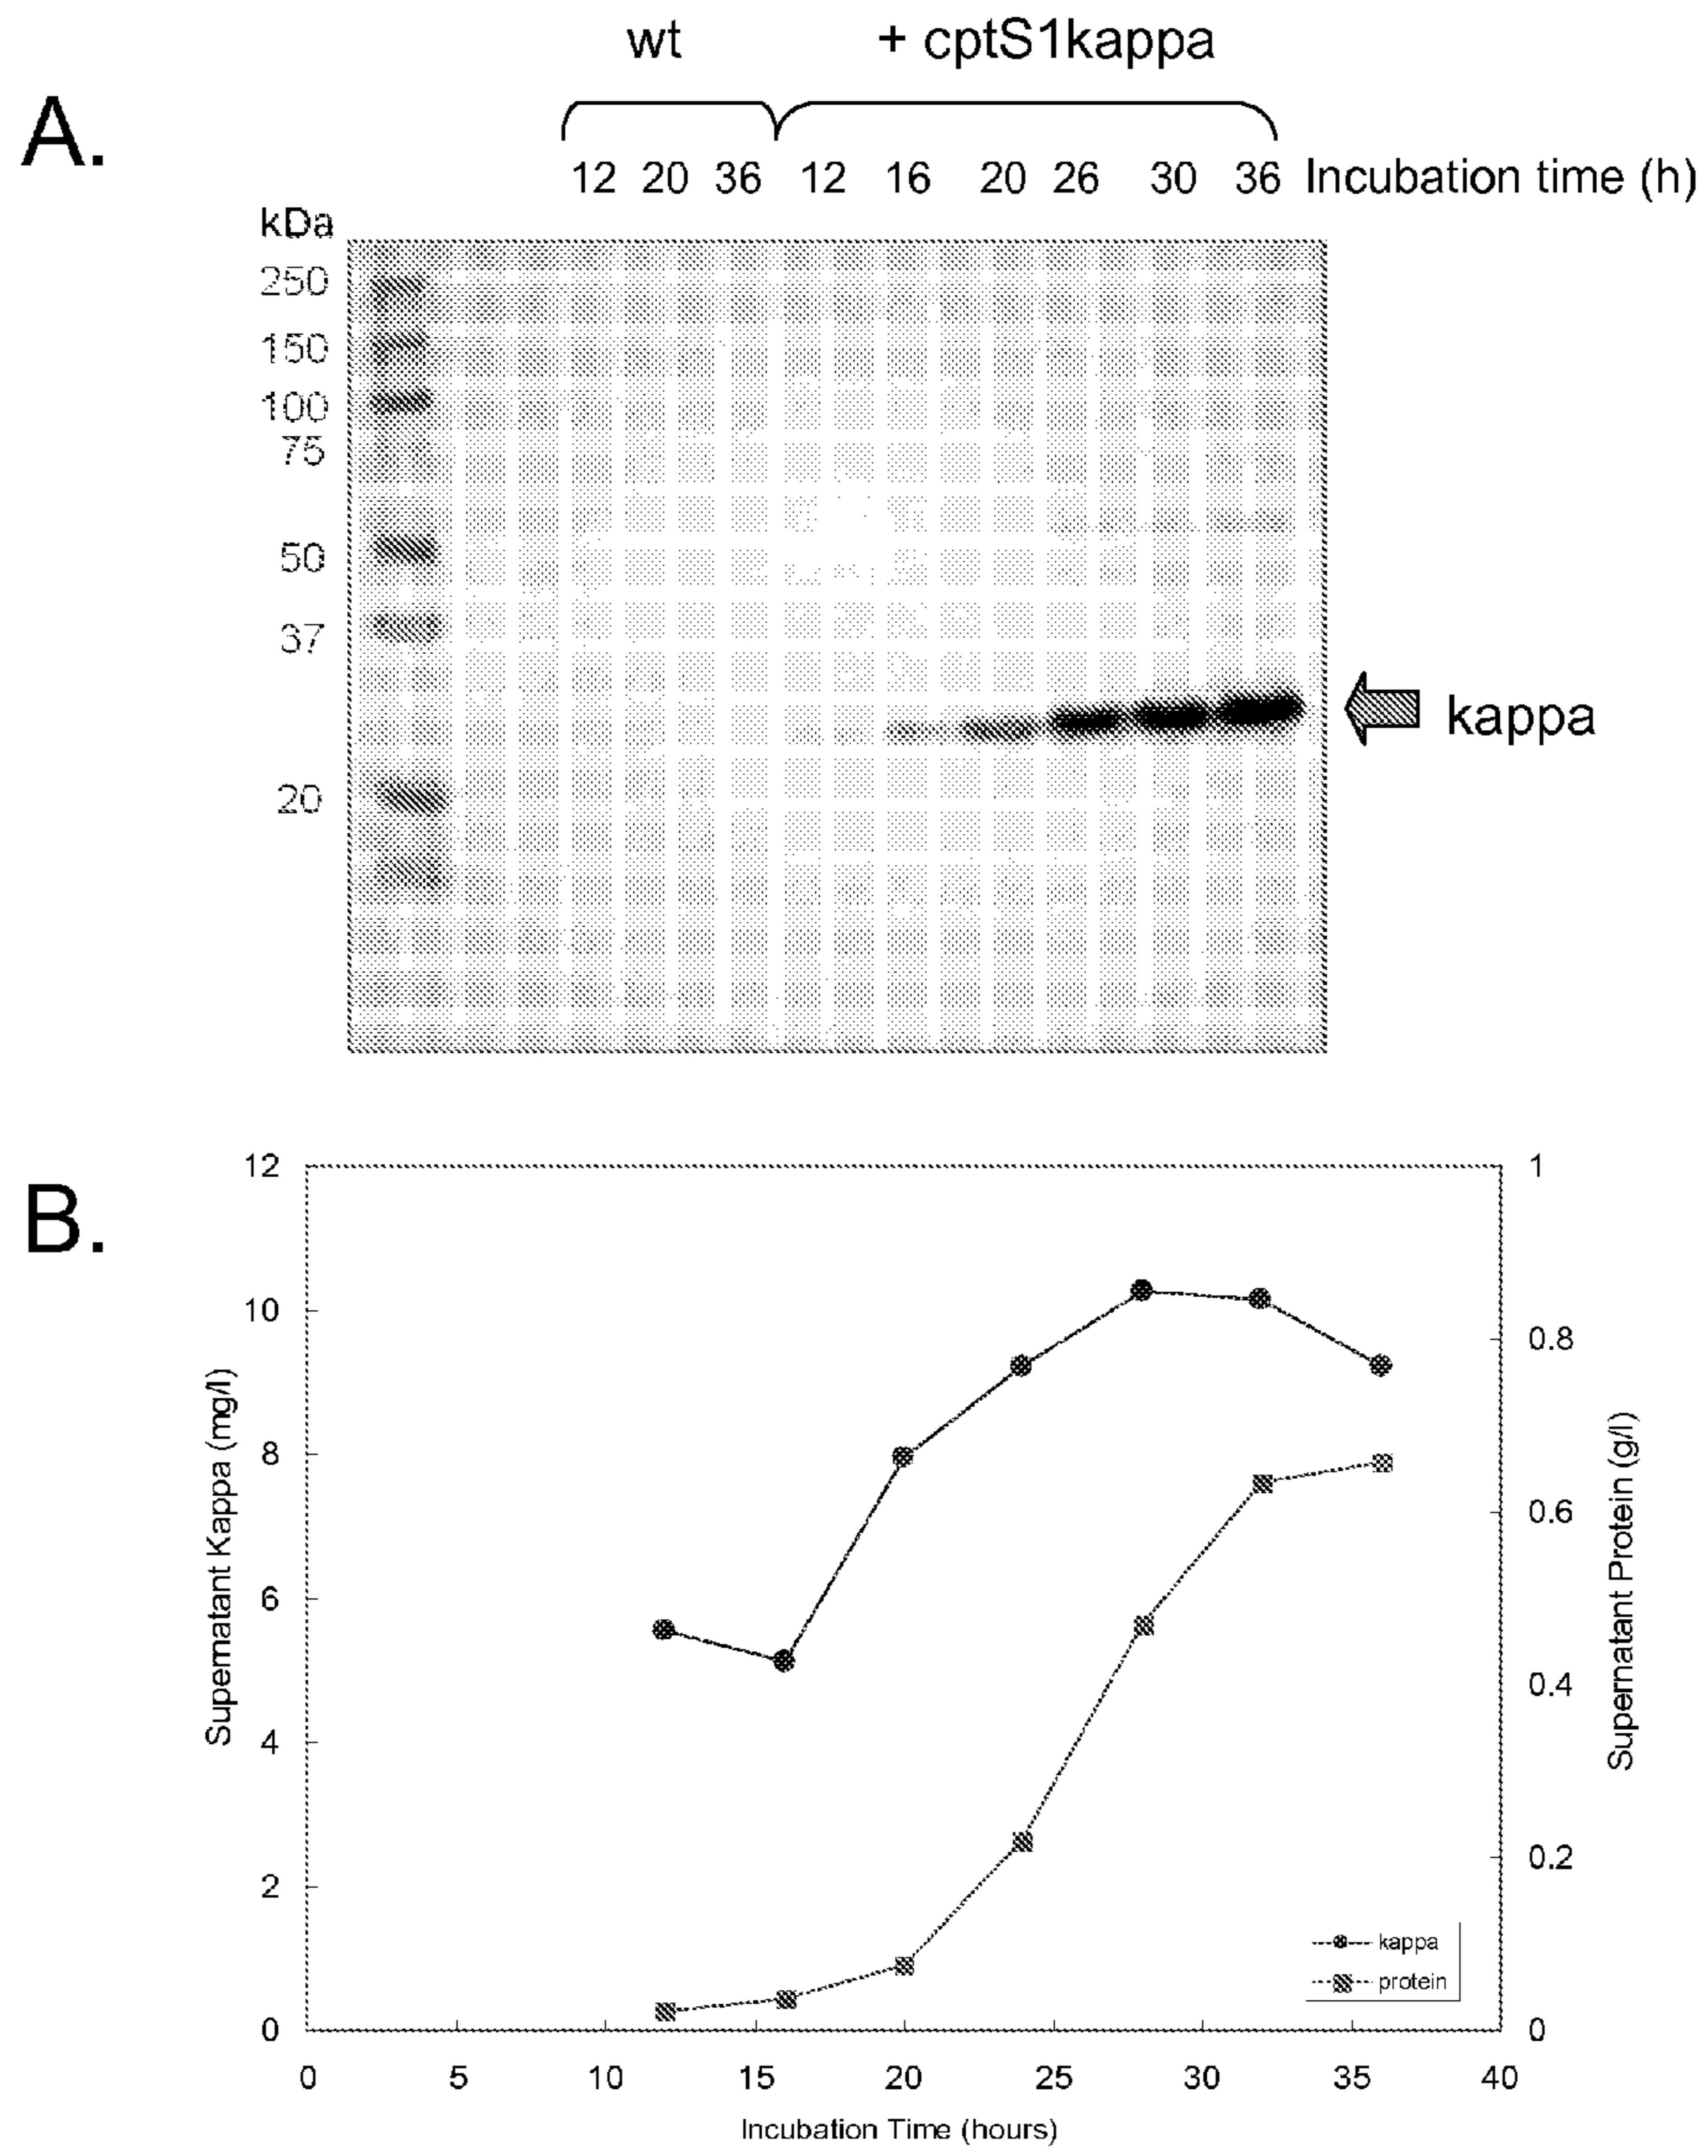 wt + cptS1kappa
A.
12 20 36 12 16 20 26 30 36 Incubation time (h)
kDa
250
150
100
75
50
37
kappa
20
B.
12 1
10
0.8
8
0.6
6
0.4
4
0.2
2
0 0
Supernatant Kappa (mg/l)
Supernatant Protein (g/l)
kappa
protein
0 5 10 15 20 25 30 35 40
Incubation Time (hours)